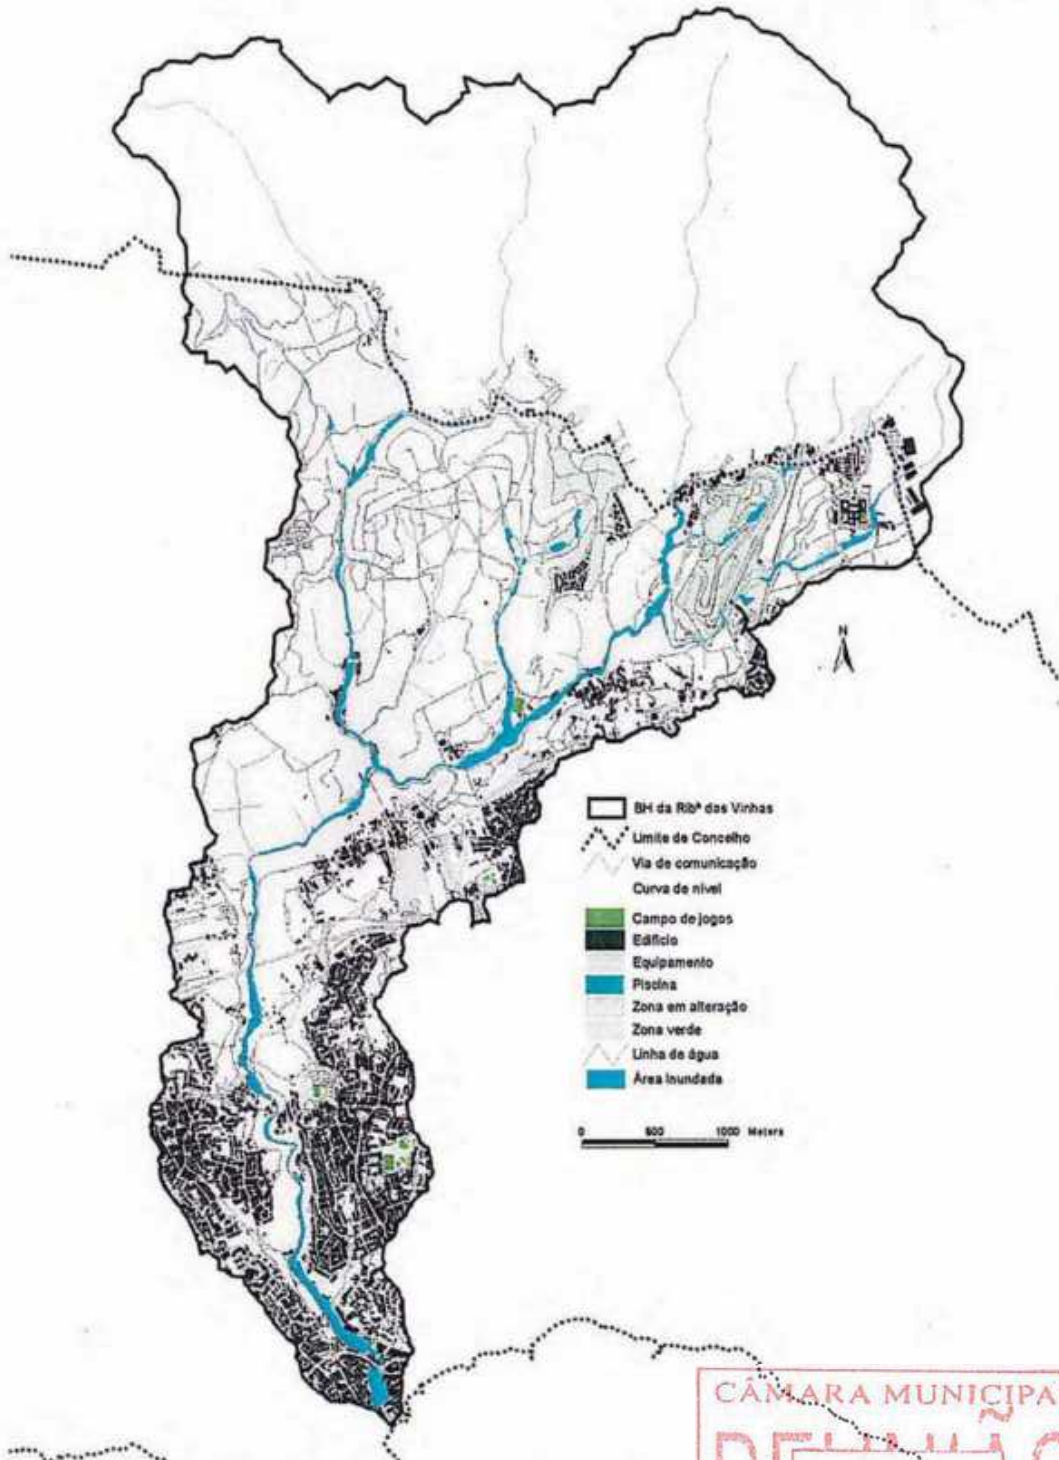 N
BH da Ribª das Vinhas
Limite de Concelho
Via de comunicação
Curva de nível
Campo de jogos
Edifício
Equipamento
Piscina
Zona em alteração
Zona verde
Linha de água
Área Inundada
0 500 1000 Meters
CÂMARA MUNICIPA